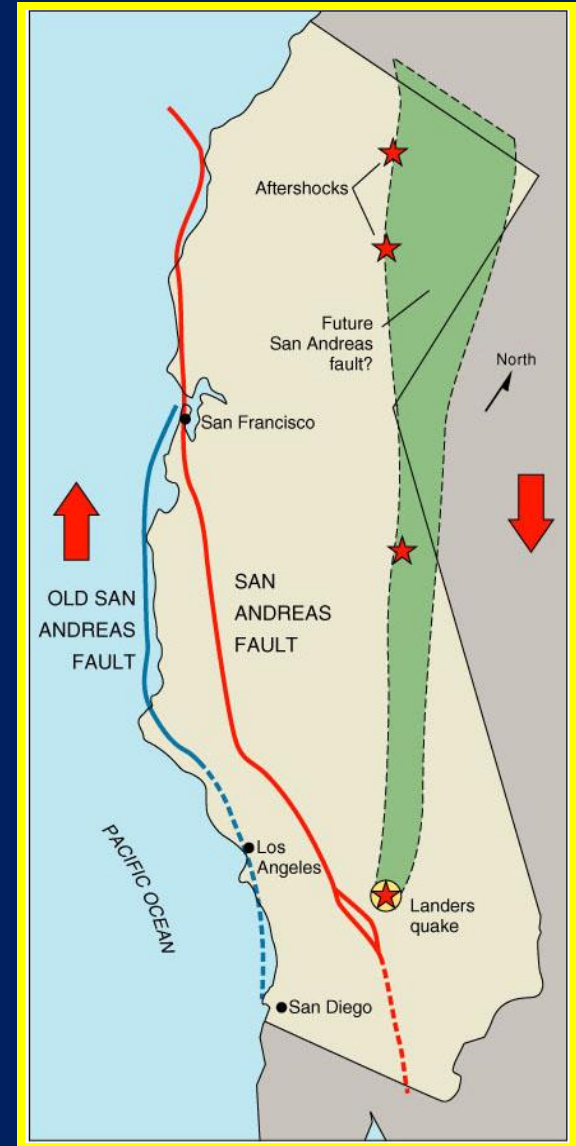 Aftershocks
Future
San Andreas
fault?
North
San Francisco
OLD SAN
ANDREAS
FAULT
SAN
ANDREAS
FAULT
PACIFIC OCEAN
Los
Angeles
Landers
quake
San Diego